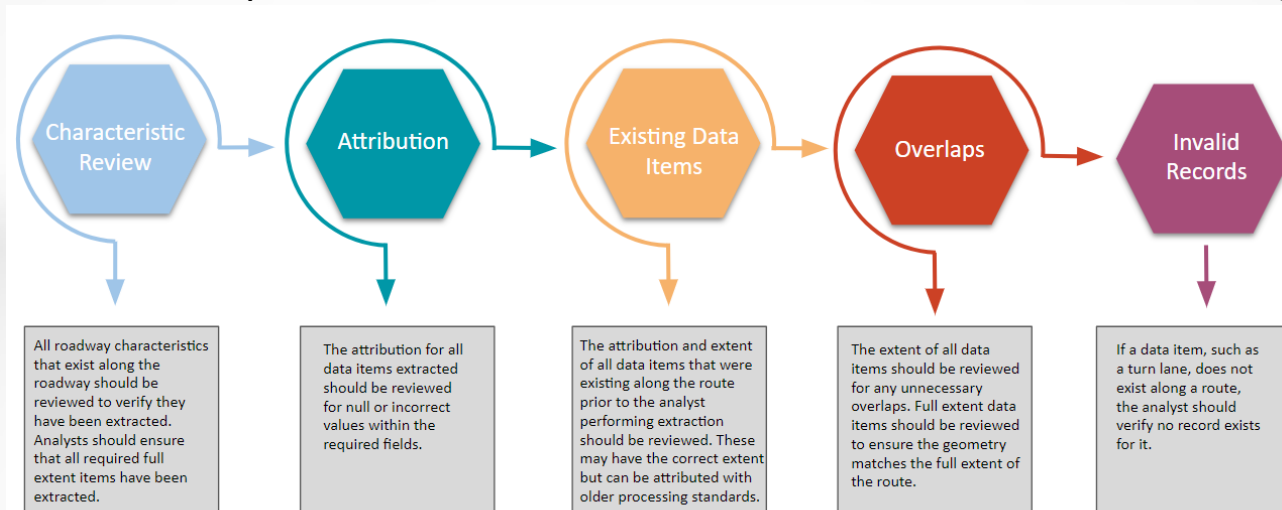 Characteristic
Review
Attribution
Existing Data
Items
Overlaps
Invalid
Records
All roadway characteristics
that exist along the
roadway should be
reviewed to verify they
have been extracted.
Analysts should ensure
that all required full
extent items have been
extracted.
The attribution for all
data items extracted
should be reviewed
for null or incorrect
values within the
required fields.
The attribution and extent
of all data items that were
existing along the route
prior to the analyst
performing extraction
should be reviewed. These
may have the correct extent
but can be attributed with
older processing standards.
The extent of all data
items should be reviewed
for any unnecessary
overlaps. Full extent data
items should be reviewed
to ensure the geometry
matches the full extent of
the route.
If a data item, such as
a turn lane, does not
exist along a route,
the analyst should
verify no record exists
for it.